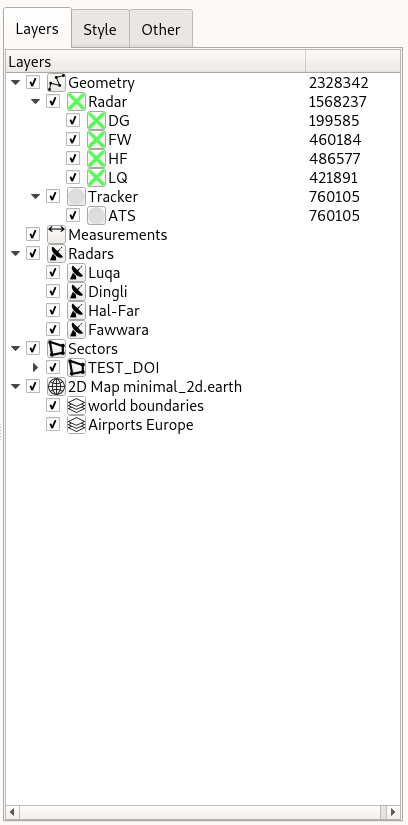 Layers Style Other
Layers
Geometry 2328342
Radar 1568237
DG 199585
FW 460184
HF 486577
LQ 421891
Tracker 760105
ATS 760105
Measurements
Radars
Luqa
Dingli
Hal-Far
Fawwara
Sectors
TEST_DOI
2D Map minimal_2d.earth
world boundaries
Airports Europe